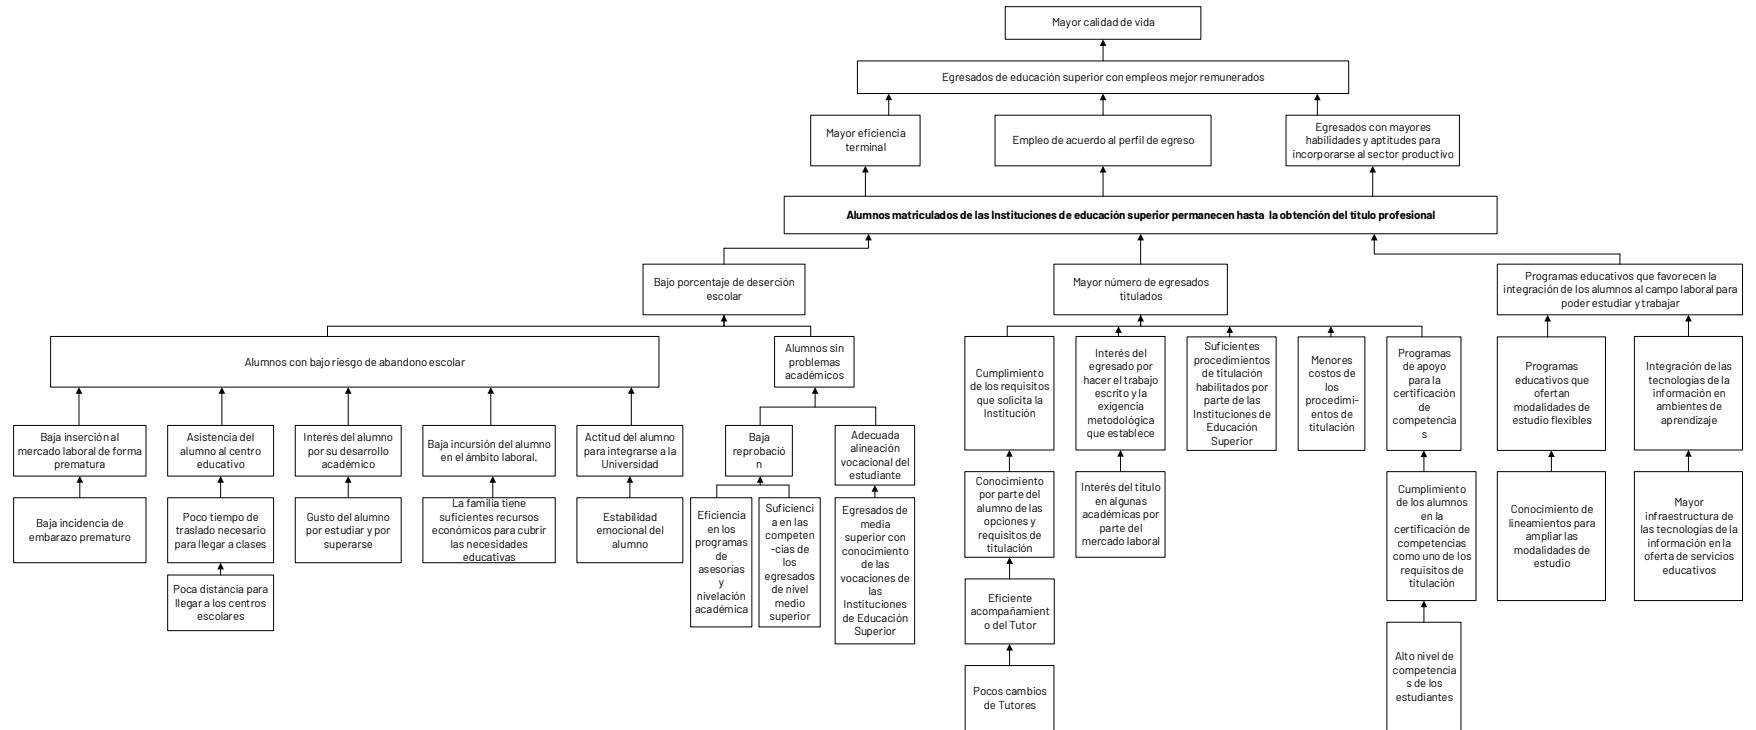 Mayor calidad de vida
Egresados de educación superior con empleos mejor remunerados
Mayor eficiencia
terminal
Empleo de acuerdo al perfil de egreso
Egresados con mayores
habilidades y aptitudes para
incorporarse al sector productivo
Alumnos matriculados de las Instituciones de educación superior permanecen hasta la obtención del título profesional
Bajo porcentaje de deserción
escolar
Mayor número de egresados
titulados
Programas educativos que favorecen la
integración de los alumnos al campo laboral para
poder estudiar y trabajar
Alumnos con bajo riesgo de abandono escolar
Alumnos sin
problemas
académicos
Cumplimiento
de los requisitos
que solicita la
Institución
Interés del
egresado por
hacer el trabajo
escrito y la
exigencia
metodológica
que establece
Suficientes
procedimientos
de titulación
habilitados por
parte de las
Instituciones de
Educación
Superior
Menores
costos de
los
procedimi-
entos de
titulación
Programas
de apoyo
para la
certificación
de
competencia
s
Programas
educativos que
ofertan
modalidades de
estudio flexibles
Integración de las
tecnologías de la
información en
ambientes de
aprendizaje
Baja inserción al
mercado laboral de forma
prematura
Asistencia del
alumno al centro
educativo
Interés del alumno
por su desarrollo
académico
Baja incursión del alumno
en el ámbito laboral.
Actitud del alumno
para integrarse a la
Universidad
Baja
reprobació
n
Adecuada
alineación
vocacional del
estudiante
Baja incidencia de
embarazo prematuro
Poco tiempo de
traslado necesario
para llegar a clases
Gusto del alumno
por estudiar y por
superarse
La familia tiene
suficientes recursos
económicos para cubrir
las necesidades
educativas
Estabilidad
emocional del
alumno
Eficiencia
en los
programas
de
asesorías
y
nivelación
académica
Suficienci
a en las
competen
-cias de
los
egresados
de nivel
medio
superior
Egresados de
media superior con
conocimiento
de las
vocaciones de
las
Instituciones
de Educación
Superior
Conocimiento
por parte del
alumno de las
opciones y
requisitos de
titulación
Interés del título
en algunas
académicas por
parte del
mercado laboral
Cumplimiento
de los alumnos
en la
certificación de
competencias
como uno de los
requisitos de
titulación
Conocimiento de
lineamientos para
ampliar las
modalidades de
estudio
Mayor
infraestructura de
las tecnologías de la
información en la
oferta de servicios
educativos
Poca distancia para
llegar a los centros
escolares
Eficiente
acompañamient
o del Tutor
Alto nivel de
competencia
s de los
estudiantes
Pocos cambios
de Tutores